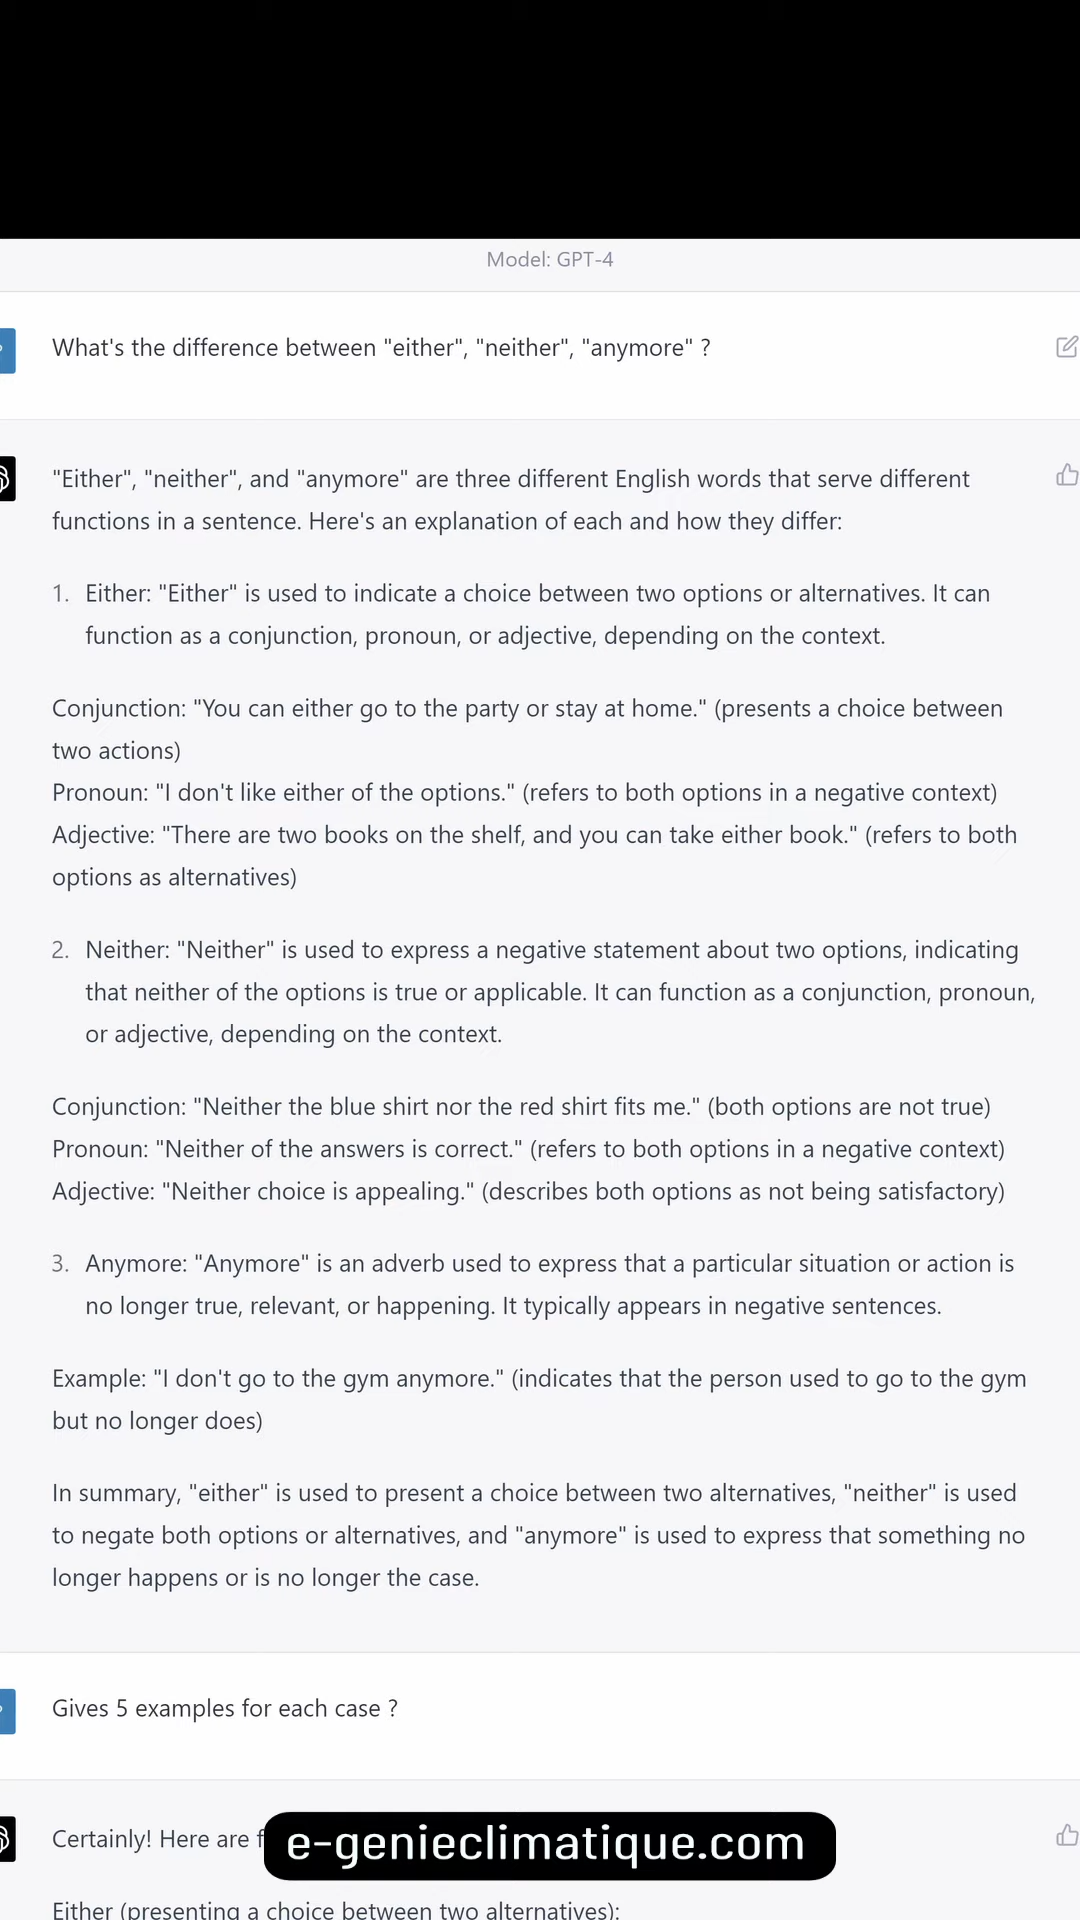 Model: GPT-4
What's the difference between "either", "neither", "anymore" ?
"Either", "neither", and "anymore" are three different English words that serve different
functions in a sentence. Here's an explanation of each and how they differ:
1. Either: "Either" is used to indicate a choice between two options or alternatives. It can
function as a conjunction, pronoun, or adjective, depending on the context.
Conjunction: "You can either go to the party or stay at home." (presents a choice between
two actions)
Pronoun: "I don't like either of the options." (refers to both options in a negative context)
Adjective: "There are two books on the shelf, and you can take either book." (refers to both
options as alternatives)
2. Neither: "Neither" is used to express a negative statement about two options, indicating
that neither of the options is true or applicable. It can function as a conjunction, pronoun,
or adjective, depending on the context.
Conjunction: "Neither the blue shirt nor the red shirt fits me." (both options are not true)
Pronoun: "Neither of the answers is correct." (refers to both options in a negative context)
Adjective: "Neither choice is appealing." (describes both options as not being satisfactory)
3. Anymore: "Anymore" is an adverb used to express that a particular situation or action is
no longer true, relevant, or happening. It typically appears in negative sentences.
Example: "I don't go to the gym anymore." (indicates that the person used to go to the gym
but no longer does)
In summary, "either" is used to present a choice between two alternatives, "neither" is used
to negate both options or alternatives, and "anymore" is used to express that something no
longer happens or is no longer the case.
Gives 5 examples for each case ?
Certainly! Here are
e-genieclimatique.com
Either (presenting a choice between two alternatives):